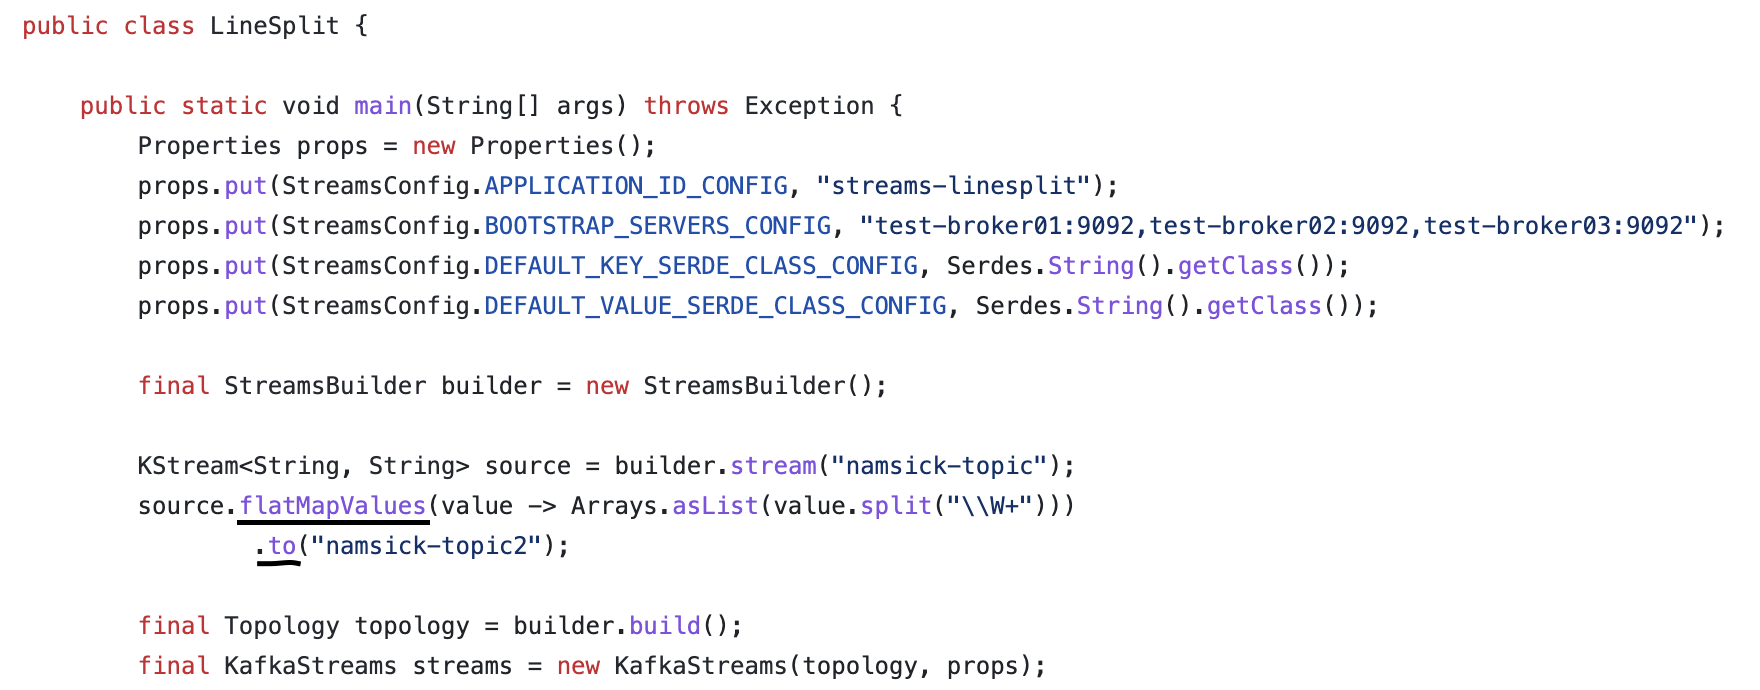 public class LineSplit {
public static void main(String[] args) throws Exception {
Properties props = new Properties();
props.put(StreamsConfig.APPLICATION_ID_CONFIG, "streams-linesplit");
props.put(StreamsConfig.BOOTSTRAP_SERVERS_CONFIG, "test-broker01:9092,test-broker02:9092,test-broker03:9092");
props.put(StreamsConfig.DEFAULT_KEY_SERDE_CLASS_CONFIG, Serdes.String().getClass());
props.put(StreamsConfig.DEFAULT_VALUE_SERDE_CLASS_CONFIG, Serdes.String().getClass());
final StreamsBuilder builder = new StreamsBuilder();
KStream<String, String> source = builder.stream("namsick-topic");
source.flatMapValues(value -> Arrays.asList(value.split("\\W+")))
.to("namsick-topic2");
final Topology topology = builder.build();
final KafkaStreams streams = new KafkaStreams(topology, props);